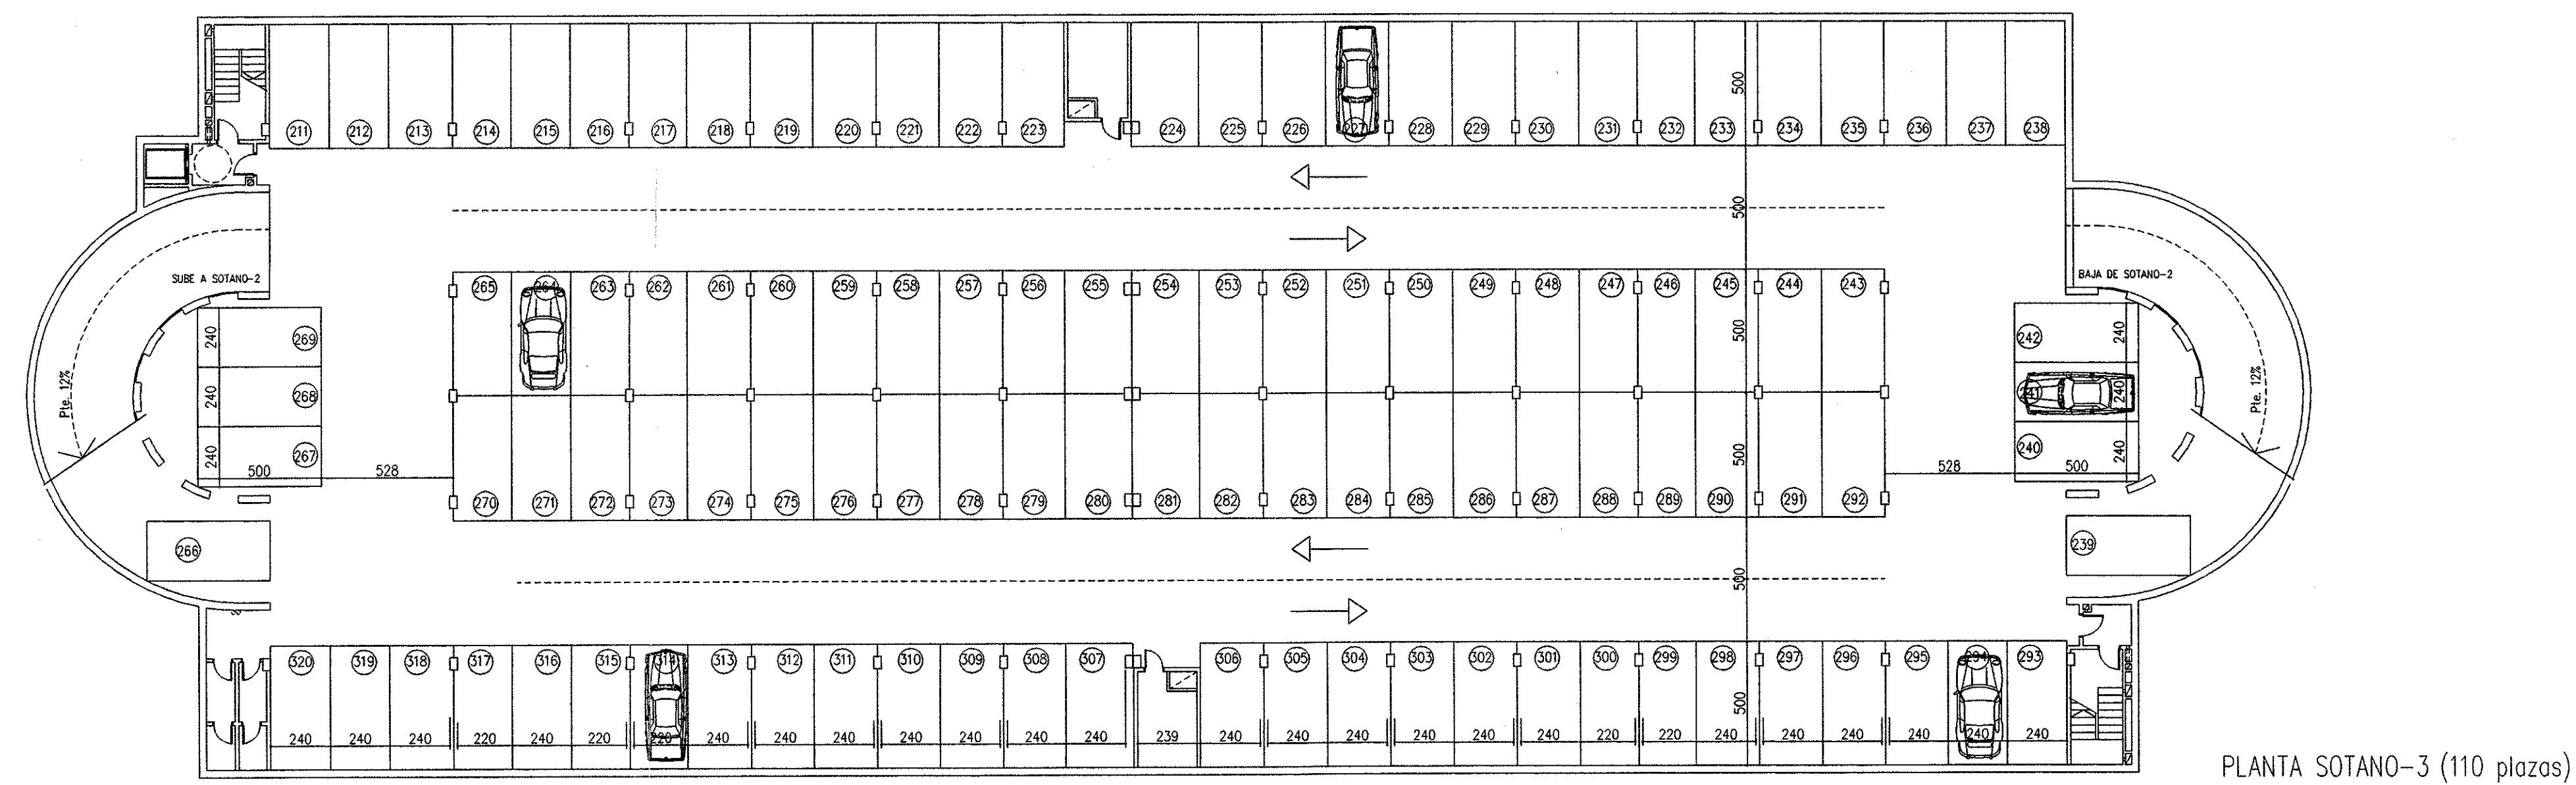 211 212 213 214 215 216 217 218 219 220 221 222 223 224 225 226 227 228 229 230 231 232 233 234 235 236 237 238
500
500
SUBE A SOTANO-2
BAJA DE SOTANO-2
265 264 263 262 261 260 259 258 257 256 255 254 253 252 251 250 249 248 247 246 245 244 243
269 240
268 240
267 240
500 528
Pte. 12%
500
500
242 240
241 240
240 240
528 500
Pte. 12%
270 271 272 273 274 275 276 277 278 279 280 281 282 283 284 285 286 287 288 289 290 291 292
266
239
500
320 319 318 317 316 315 314 313 312 311 310 309 308 307 306 305 304 303 302 301 300 299 298 297 296 295 294 293
500
240 240 240 220 240 220 220 240 240 240 240 240 240 240 239 240 240 240 240 240 240 220 220 240 240 240 240 240 240
PLANTA SOTANO-3 (110 plazas)